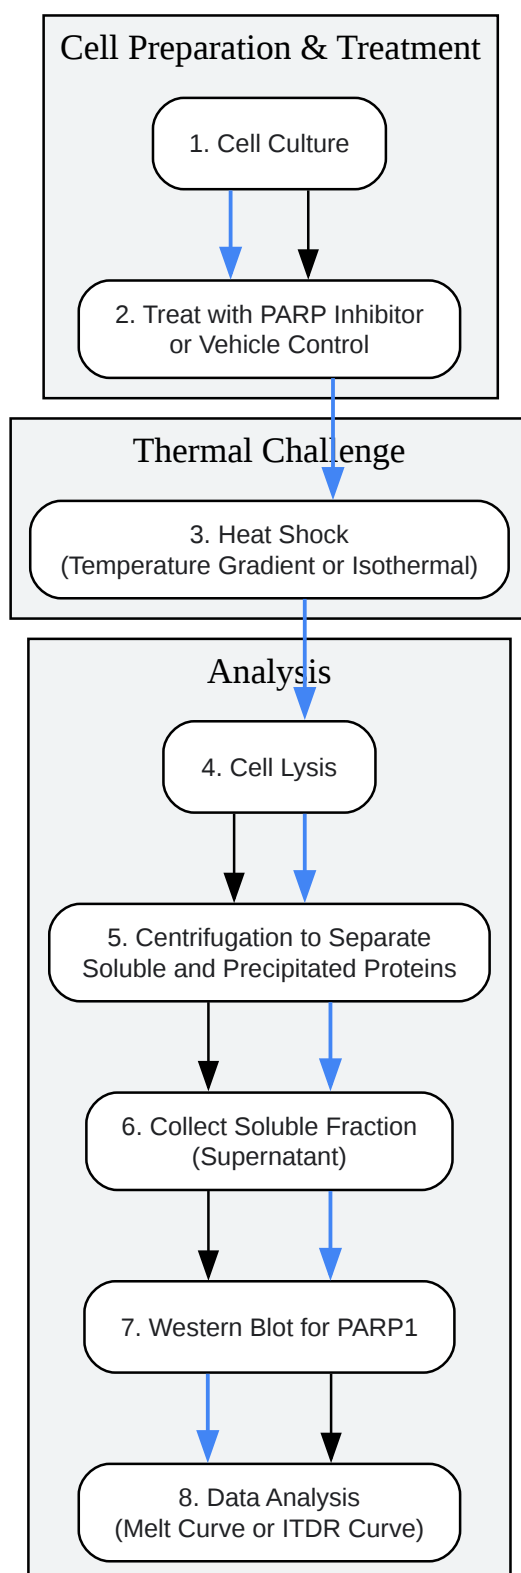 Cell Preparation & Treatment
1. Cell Culture
2. Treat with PARP Inhibitor
or Vehicle Control
Thermal Challenge
3. Heat Shock
(Temperature Gradient or Isothermal)
Analysis
4. Cell Lysis
5. Centrifugation to Separate
Soluble and Precipitated Proteins
6. Collect Soluble Fraction
(Supernatant)
7. Western Blot for PARP1
8. Data Analysis
(Melt Curve or ITDR Curve)